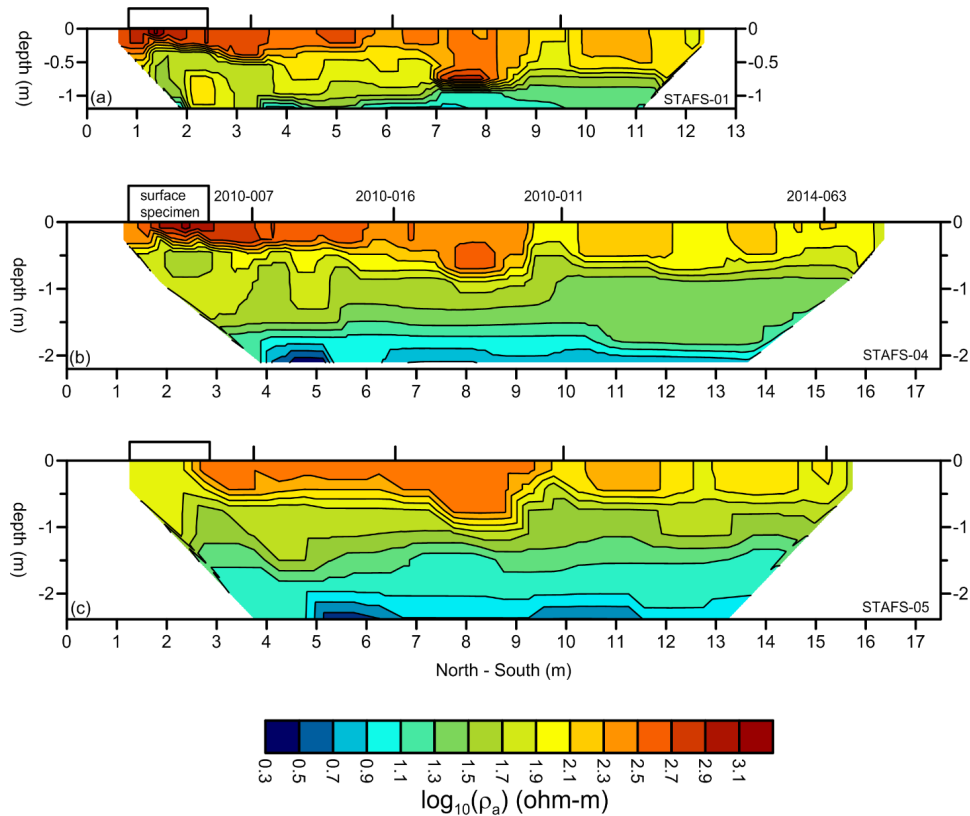 0
-0.5
-1
depth (m)
0
-0.5
-1
(a)
STAFS-01
0 1 2 3 4 5 6 7 8 9 10 11 12 13
surface
specimen
2010-007 2010-016 2010-011 2014-063
0
-1
-2
depth (m)
0
-1
-2
(b)
STAFS-04
0 1 2 3 4 5 6 7 8 9 10 11 12 13 14 15 16 17
0
-1
-2
depth (m)
0
-1
-2
(c)
STAFS-05
0 1 2 3 4 5 6 7 8 9 10 11 12 13 14 15 16 17
North - South (m)
0.3 0.5 0.7 0.9 1.1 1.3 1.5 1.7 1.9 2.1 2.3 2.5 2.7 2.9 3.1
log₁₀(ρₐ) (ohm-m)